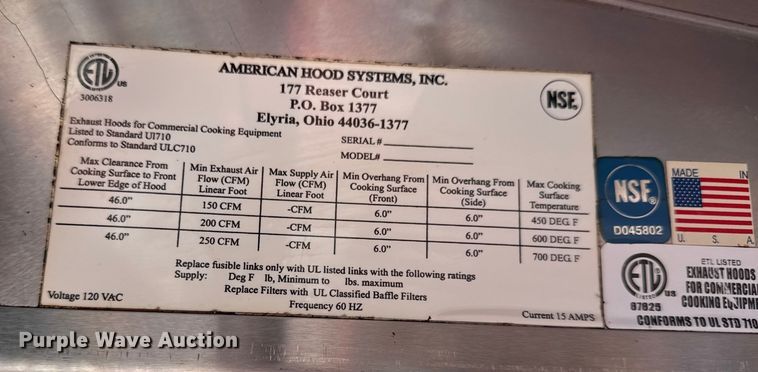 ETL US
3006318
AMERICAN HOOD SYSTEMS, INC.
177 Reaser Court
P.O. Box 1377
Elyria, Ohio 44036-1377
NSF.
Exhaust Hoods for Commercial Cooking Equipment
Listed to Standard UI710
Conforms to Standard ULC710
SERIAL#
MODEL#
Max Clearance From Cooking Surface to Front Lower Edge of Hood
Min Exhaust Air Flow (CFM) Linear Foot
Max Supply Air Flow (CFM) Linear Foot
Min Overhang From Cooking Surface (Front)
Min Overhang From Cooking Surface (Side)
Max Cooking Surface Temperature
46.0" 150 CFM -CFM 6.0" 6.0" 450 DEG F
46.0" 200 CFM -CFM 6.0" 6.0" 600 DEG F
46.0" 250 CFM -CFM 6.0" 6.0" 700 DEG F
Replace fusible links only with UL listed links with the following ratings
Supply: Deg F lb, Minimum to lbs. maximum
Replace Filters with UL Classified Baffle Filters
Voltage 120 VAC
Frequency 60 HZ
Current 15 AMPS
NSF®
D045802
MADE IN
U. S. A.
ETL LISTED
EXHAUST HOODS
FOR COMMERCIAL
COOKING EQUIPME
CONFORMS TO UL STD 710
ETL
LISTED
67625
Purple Wave Auction